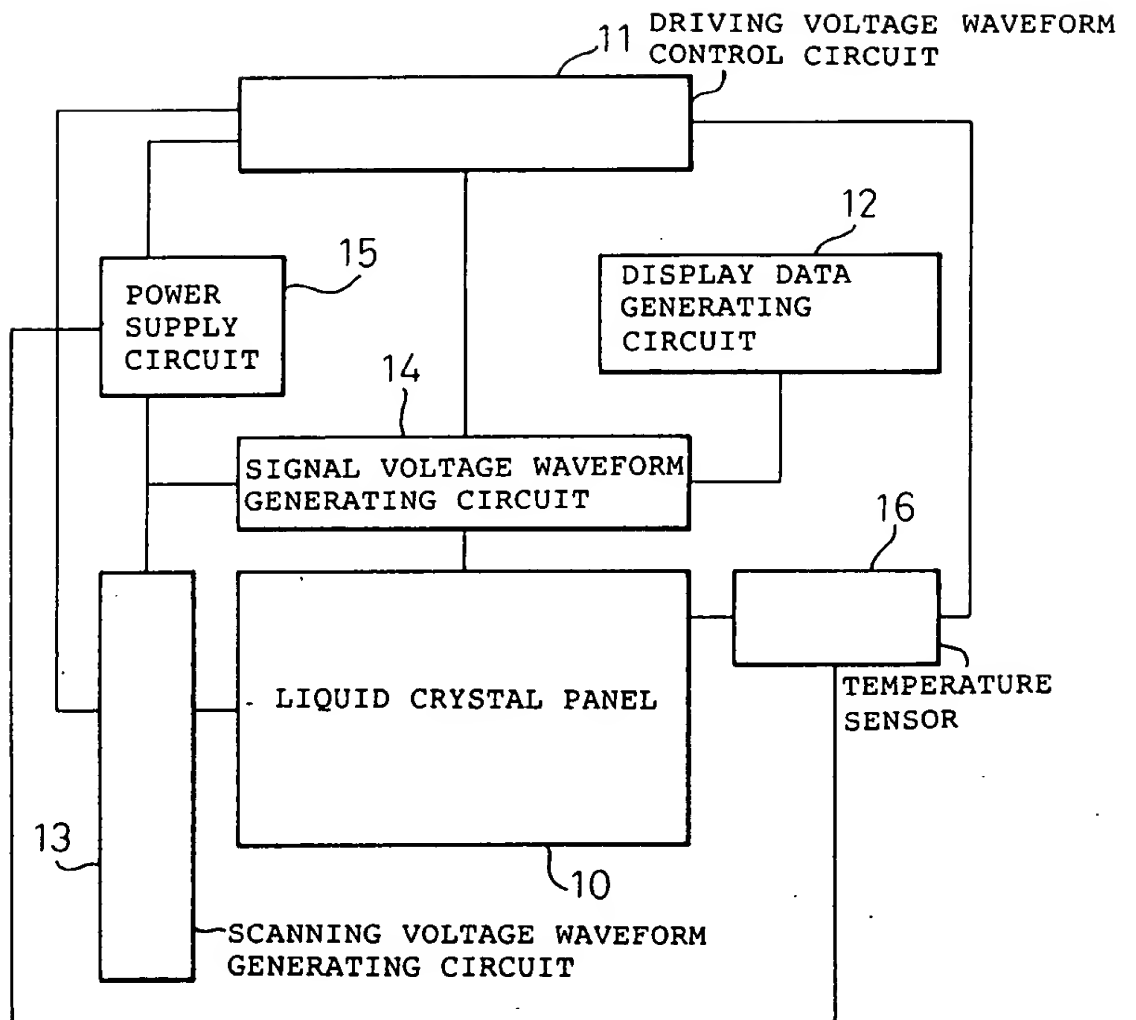 11
DRIVING VOLTAGE WAVEFORM
CONTROL CIRCUIT
12
15
DISPLAY DATA
GENERATING
CIRCUIT
POWER
SUPPLY
CIRCUIT
14
SIGNAL VOLTAGE WAVEFORM
GENERATING CIRCUIT
16
LIQUID CRYSTAL PANEL
TEMPERATURE
SENSOR
13
10
SCANNING VOLTAGE WAVEFORM
GENERATING CIRCUIT